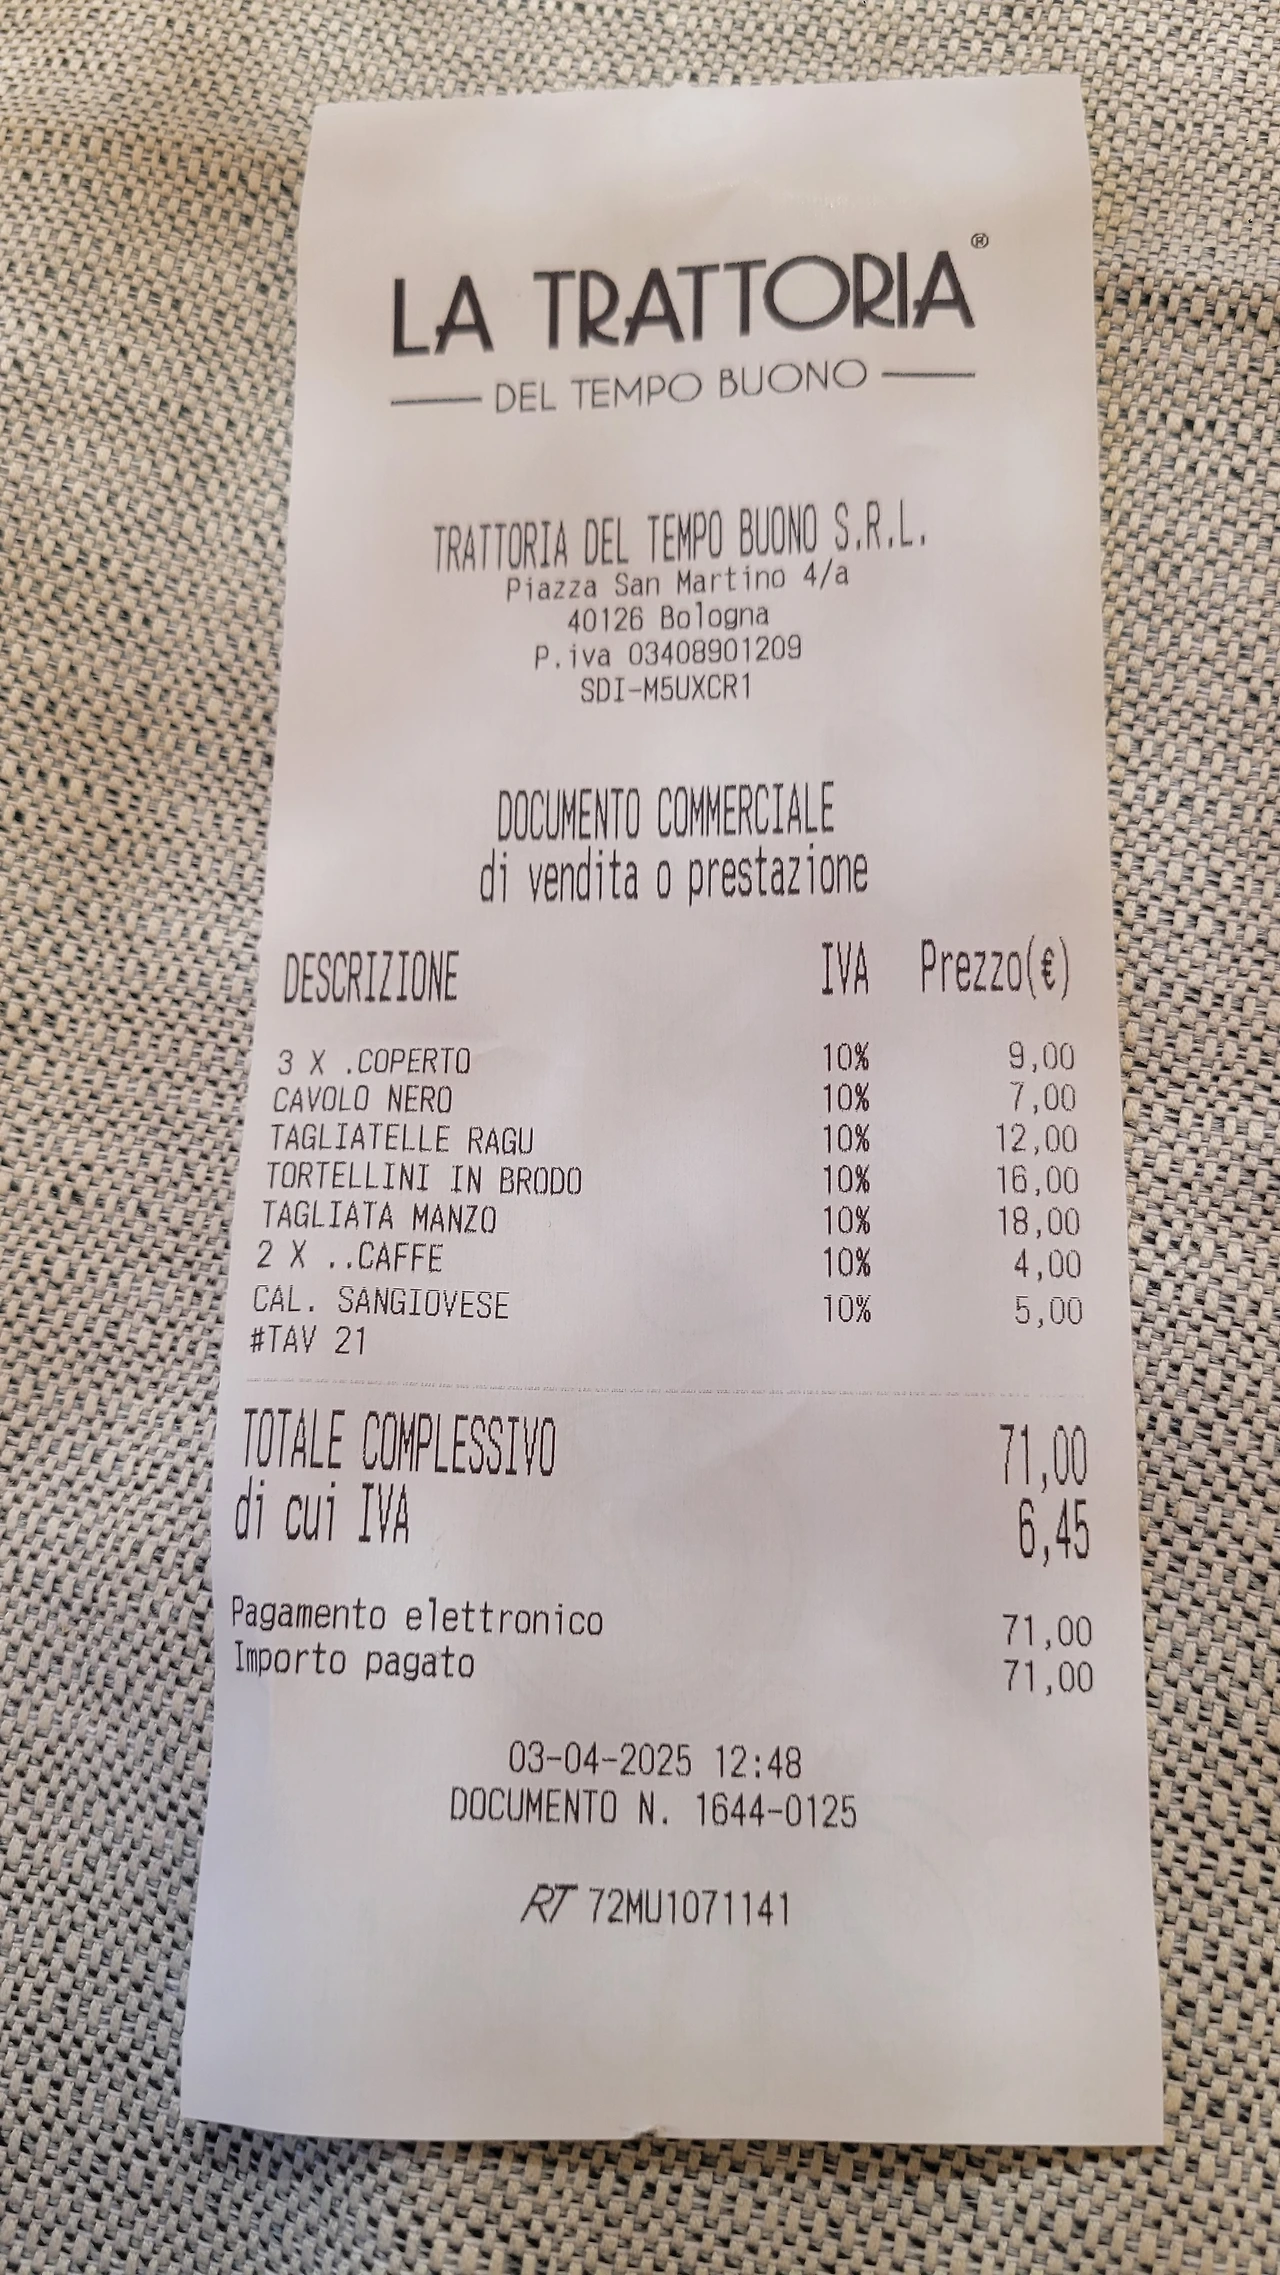 LA TRATTORIA®
DEL TEMPO BUONO
TRATTORIA DEL TEMPO BUONO S.R.L.
Piazza San Martino 4/a
40126 Bologna
P.iva 03408901209
SDI-M5UXCR1
DOCUMENTO COMMERCIALE
di vendita o prestazione
DESCRIZIONE IVA Prezzo(€)
3 X .COPERTO 10% 9,00
CAVOLO NERO 10% 7,00
TAGLIATELLE RAGU 10% 12,00
TORTELLINI IN BRODO 10% 16,00
TAGLIATA MANZO 10% 18,00
2 X ..CAFFE 10% 4,00
CAL. SANGIOVESE 10% 5,00
#TAV 21
TOTALE COMPLESSIVO 71,00
di cui IVA 6,45
Pagamento elettronico 71,00
Importo pagato 71,00
03-04-2025 12:48
DOCUMENTO N. 1644-0125
RT 72MU1071141